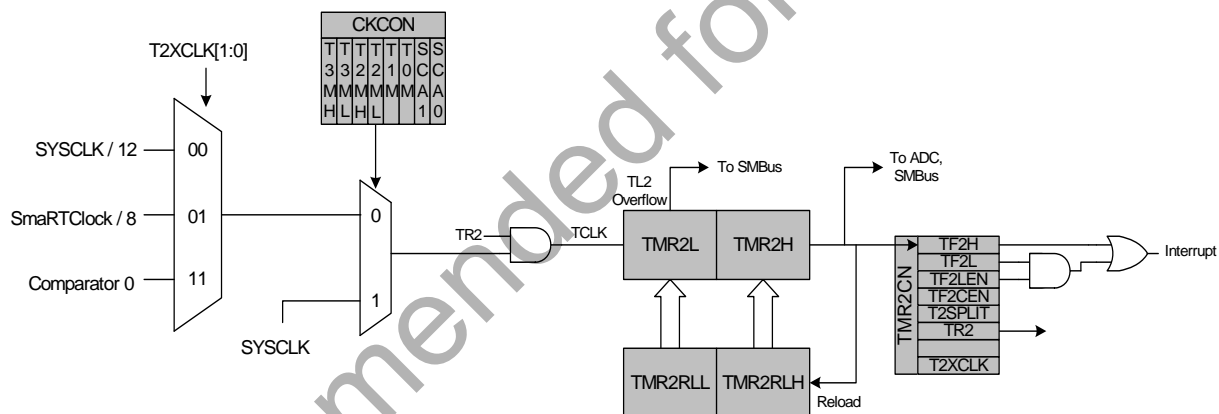 CKCON
T3MH T3ML T2MH T2ML T1M T0M SCA1 SCA0
T2XCLK[1:0]
SYSCLK / 12
00
SmaRTClock / 8
01
Comparator 0
11
0
1
SYSCLK
TR2
TCLK
TL2
Overflow
To SMBus
To ADC,
SMBus
TMR2L
TMR2H
TMR2RLL
TMR2RLH
Reload
TMR2CN
TF2H
TF2L
TF2LEN
TF2CEN
T2SPLIT
TR2
T2XCLK
Interrupt
mended for